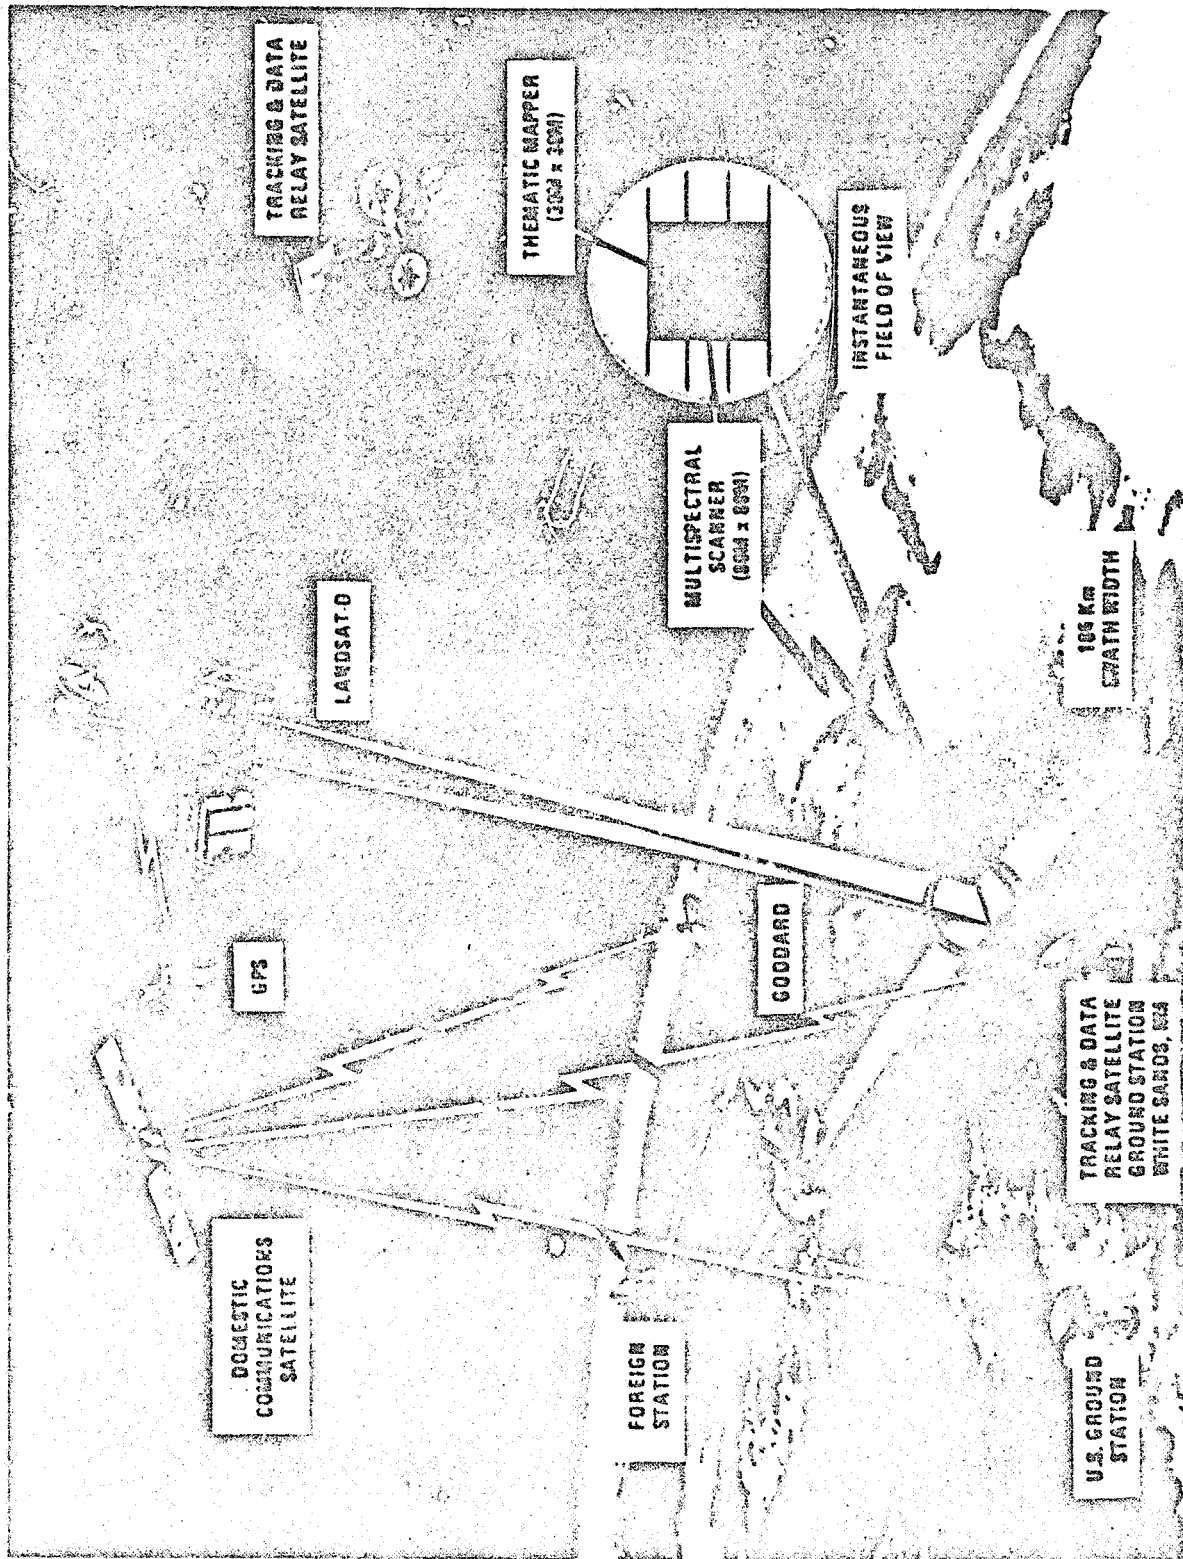 DOMESTIC
COMMUNICATIONS
SATELLITE
GPS
LANDSAT-D
TRACKING & DATA
RELAY SATELLITE
THEMATIC MAPPER
(30M x 30M)
FOREIGN
STATION
GODDARD
MULTISPECTRAL
SCANNER
(80M x 80M)
INSTANTANEOUS
FIELD OF VIEW
U.S. GROUND
STATION
TRACKING & DATA
RELAY SATELLITE
GROUND STATION
WHITE SANDS, NM
185 Km
SWATH WIDTH